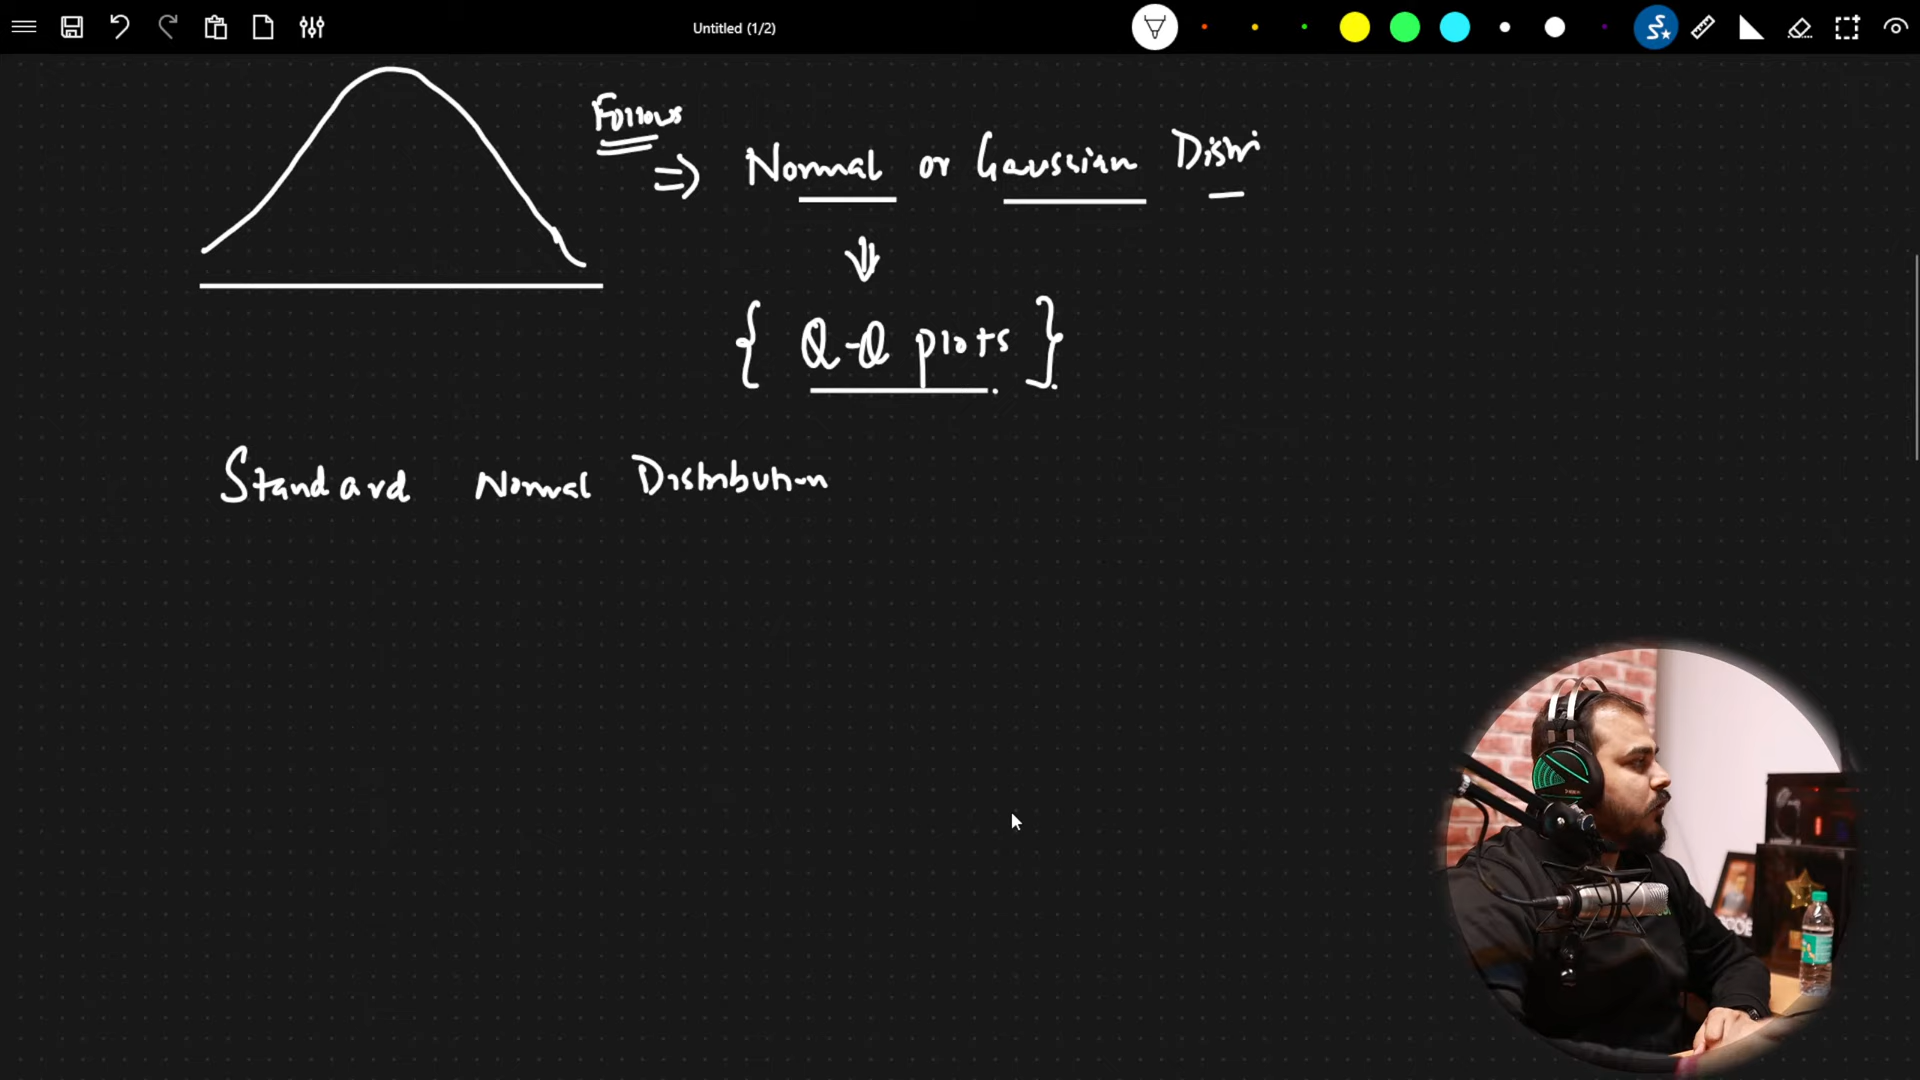 Untitled (1/2)
Follows
⇒ Normal or Gaussian Distri
⇓
{ Q-Q plots }
Standard Normal Distribution